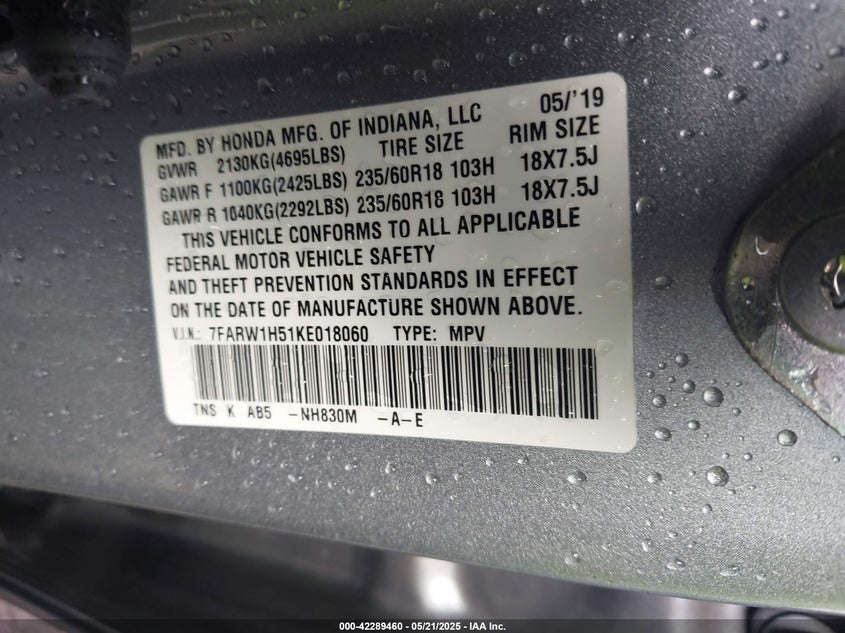 MFD. BY HONDA MFG. OF INDIANA, LLC 05/'19
GVWR 2130KG(4695LBS) TIRE SIZE RIM SIZE
GAWR F 1100KG(2425LBS) 235/60R18 103H 18X7.5J
GAWR R 1040KG(2292LBS) 235/60R18 103H 18X7.5J
THIS VEHICLE CONFORMS TO ALL APPLICABLE
FEDERAL MOTOR VEHICLE SAFETY
AND THEFT PREVENTION STANDARDS IN EFFECT
ON THE DATE OF MANUFACTURE SHOWN ABOVE.
V.I.N.: 7FARW1H51KE018060 TYPE: MPV
TNS K AB5 -NH830M -A-E
000-42289460 - 05/21/2025 - IAA Inc.